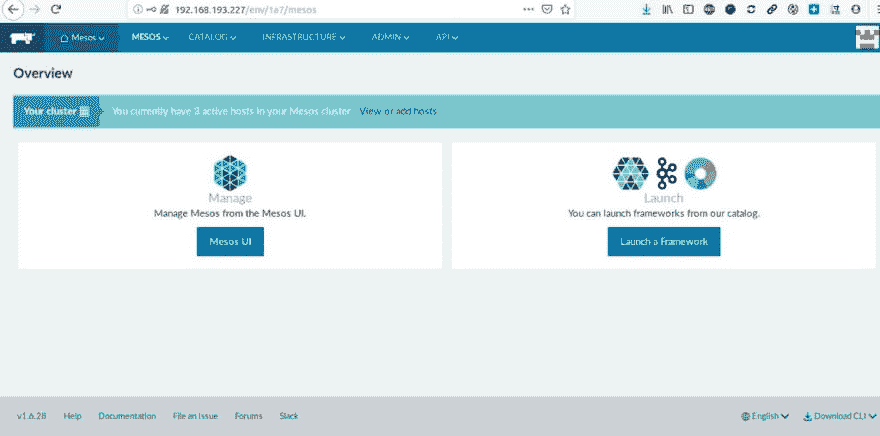 192.168.193.227/env/1a7/mesos
Mesos MESOS CATALOG INFRASTRUCTURE ADMIN API
Overview
Your cluster You currently have 3 active hosts in your Mesos cluster View or add hosts
Manage
Manage Mesos from the Mesos UI.
Mesos UI
Launch
You can launch frameworks from our catalog.
Launch a Framework
v1.6.28 Help Documentation File an Issue Forums Slack English Download CLI